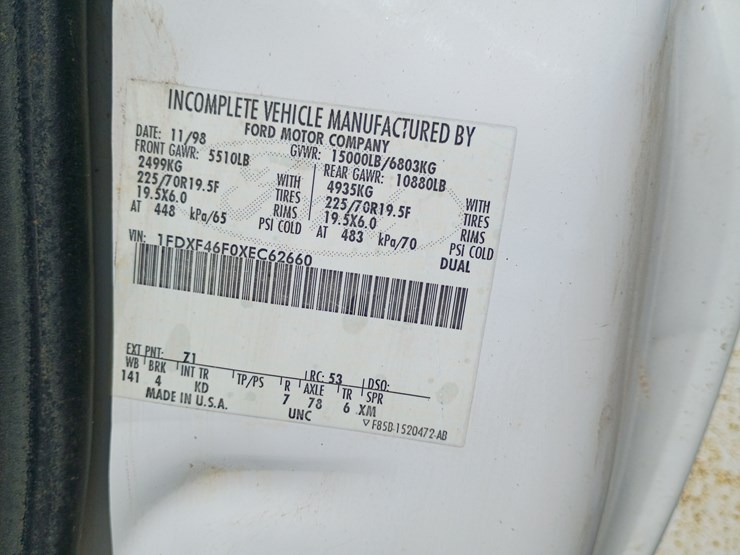 INCOMPLETE VEHICLE MANUFACTURED BY
FORD MOTOR COMPANY
DATE: 11/98 GVWR: 15000LB/6803KG
FRONT GAWR: 5510LB REAR GAWR: 10880LB
2499KG WITH 4935KG WITH
225/70R19.5F TIRES 225/70R19.5F TIRES
19.5X6.0 RIMS 19.5X6.0 RIMS
AT 448 kPa/65 PSI COLD AT 483 kPa/70 PSI COLD
DUAL
VIN: 1FDXF46F0XEC62660
EXT PNT: 71 RC: 53 DSO:
WB BRK INT TR TP/PS R AXLE TR SPR
141 4 KD 7 78 6 XM
MADE IN U.S.A. UNC
▽ F85B-1520472-AB